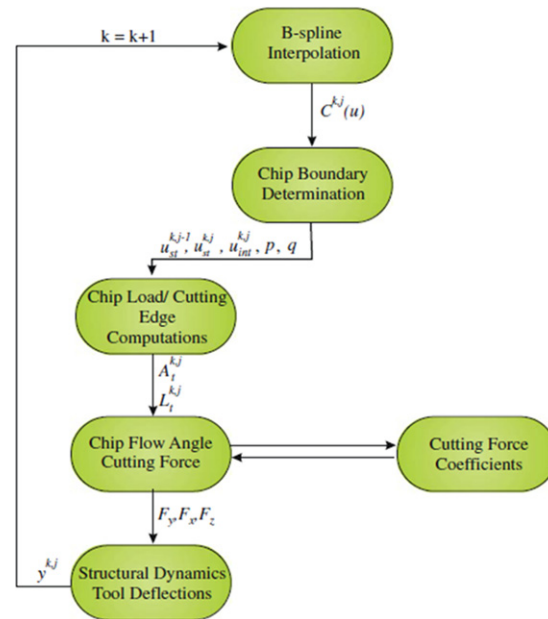 k = k+1
B-spline
Interpolation
C^{k,j}(u)
Chip Boundary
Determination
u_{st}^{k,j-1}, u_{st}^{k,j}, u_{int}^{k,j}, p, q
Chip Load/ Cutting
Edge
Computations
A_t^{k,j}
L_t^{k,j}
Chip Flow Angle
Cutting Force
Cutting Force
Coefficients
F_y,F_x,F_z
y^{k,j}
Structural Dynamics
Tool Deflections